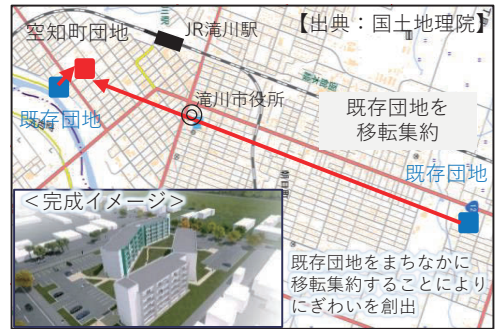 空知町団地
JR滝川駅
【出典：国土地理院】
既存団地
滝川市役所
既存団地を
移転集約
既存団地
＜完成イメージ＞
既存団地をまちなかに
移転集約することにより
にぎわいを創出